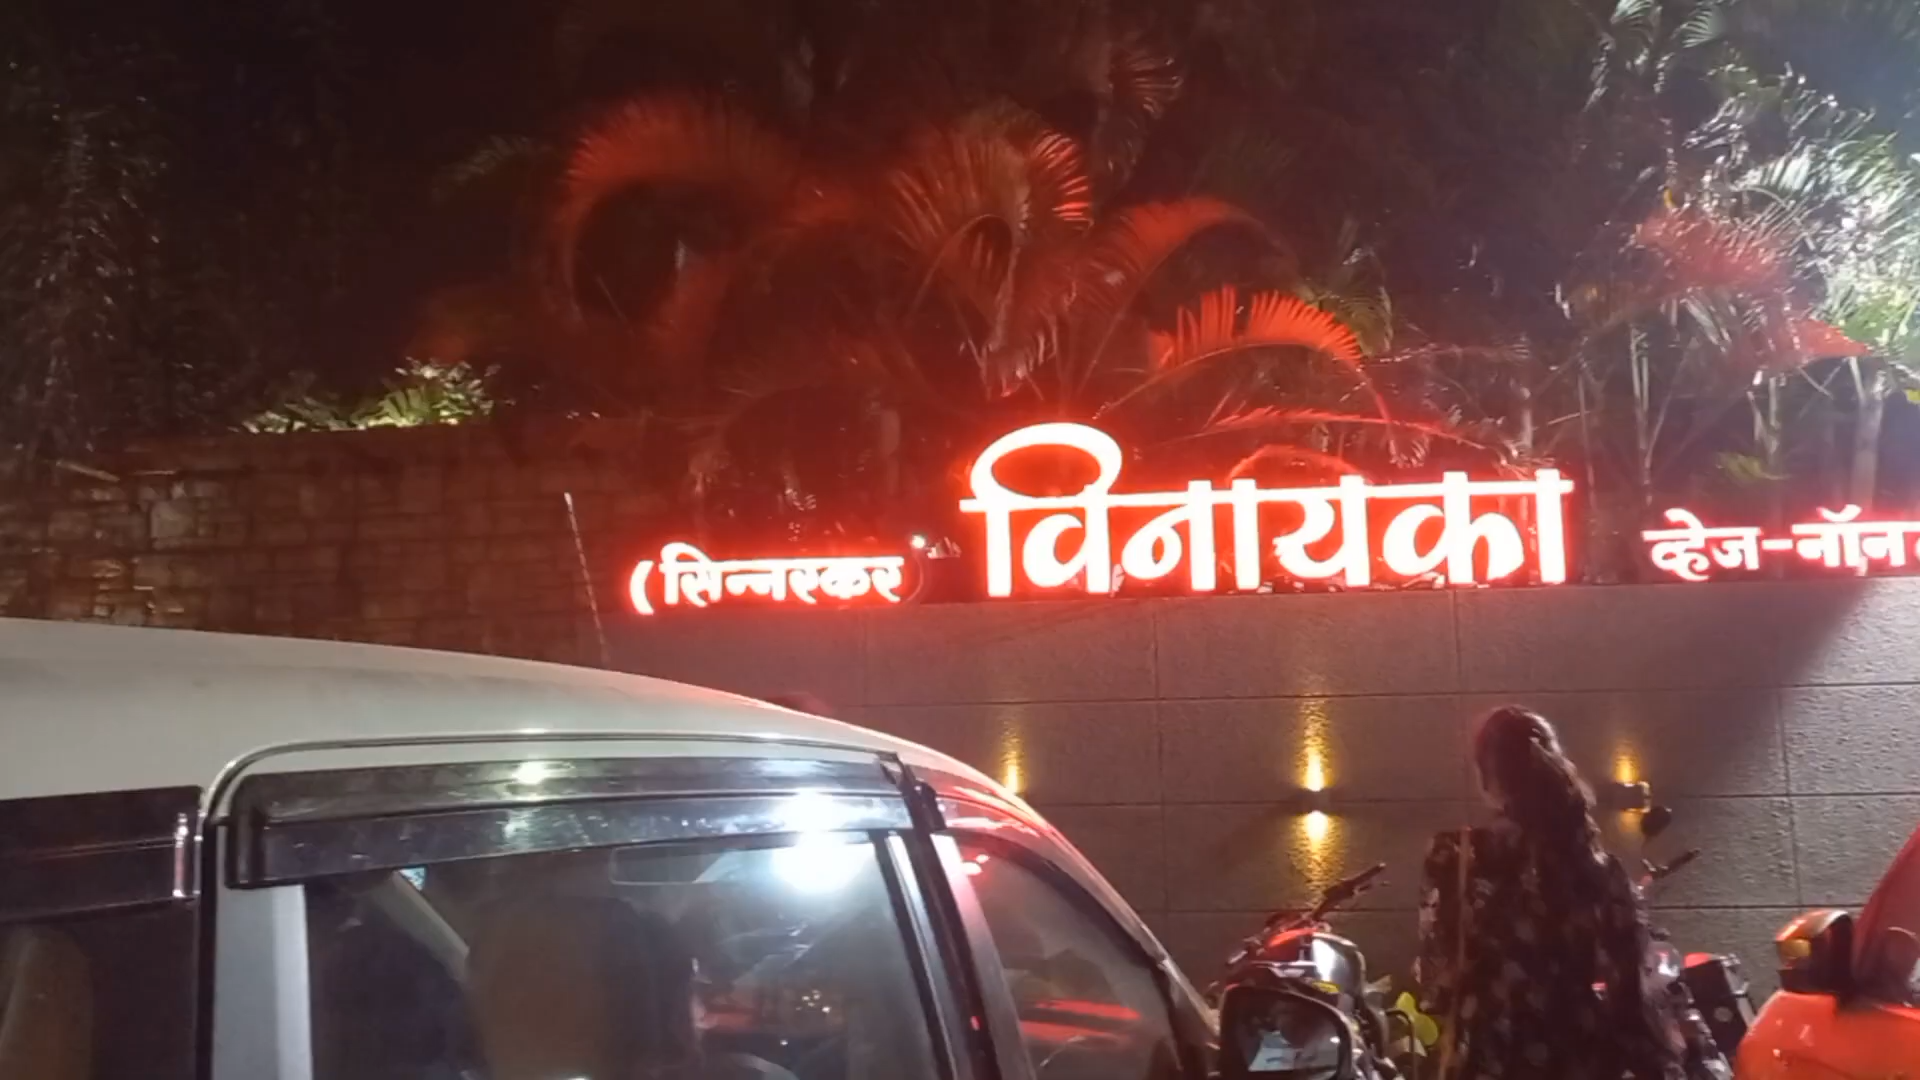 (सिन्नरकर विनायका व्हेज-नॉन